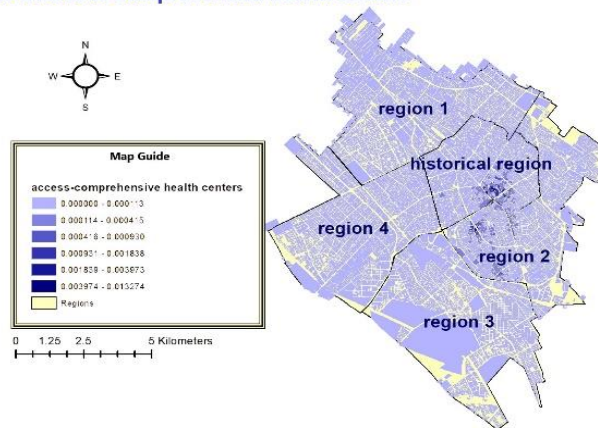 N
W E
S
region 1
historical region
region 4
region 2
region 3
Map Guide
access-comprehensive health centers
0.000000 - 0.000113
0.000114 - 0.000415
0.000416 - 0.000930
0.000931 - 0.001838
0.001839 - 0.003973
0.003974 - 0.013274
Regions
0 1.25 2.5 5 Kilometers